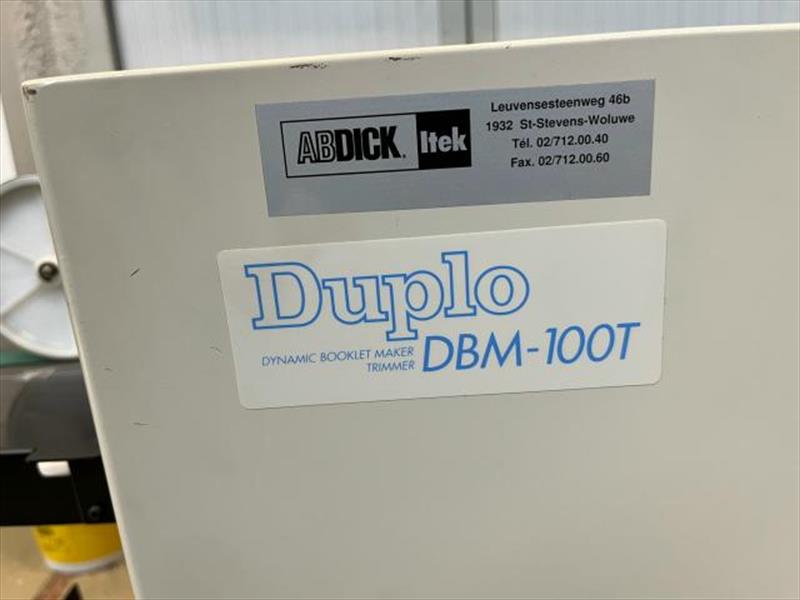 ABDICK. Itek
Leuvensesteenweg 46b
1932 St-Stevens-Woluwe
Tél. 02/712.00.40
Fax. 02/712.00.60
Duplo
DYNAMIC BOOKLET MAKER
TRIMMER
DBM-100T